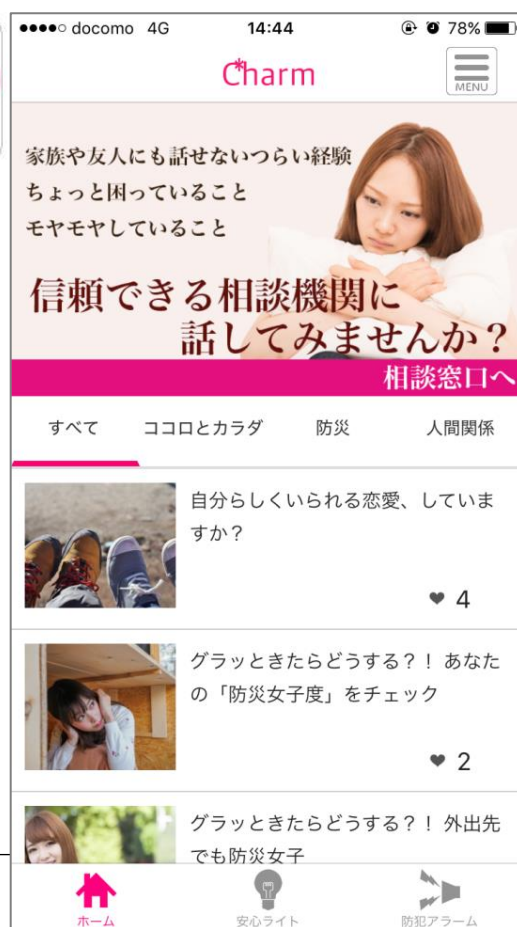 docomo 4G 14:44 78%
Charm
MENU
家族や友人にも話せないつらい経験
ちょっと困っていること
モヤモヤしていること
信頼できる相談機関に
話してみませんか？
相談窓口へ
すべて ココロとカラダ 防災 人間関係
自分らしくいられる恋愛、していま
すか？
4
グラッときたらどうする？！ あなた
の「防災女子度」をチェック
2
グラッときたらどうする？！ 外出先
でも防災女子
ホーム 安心ライト 防犯アラーム